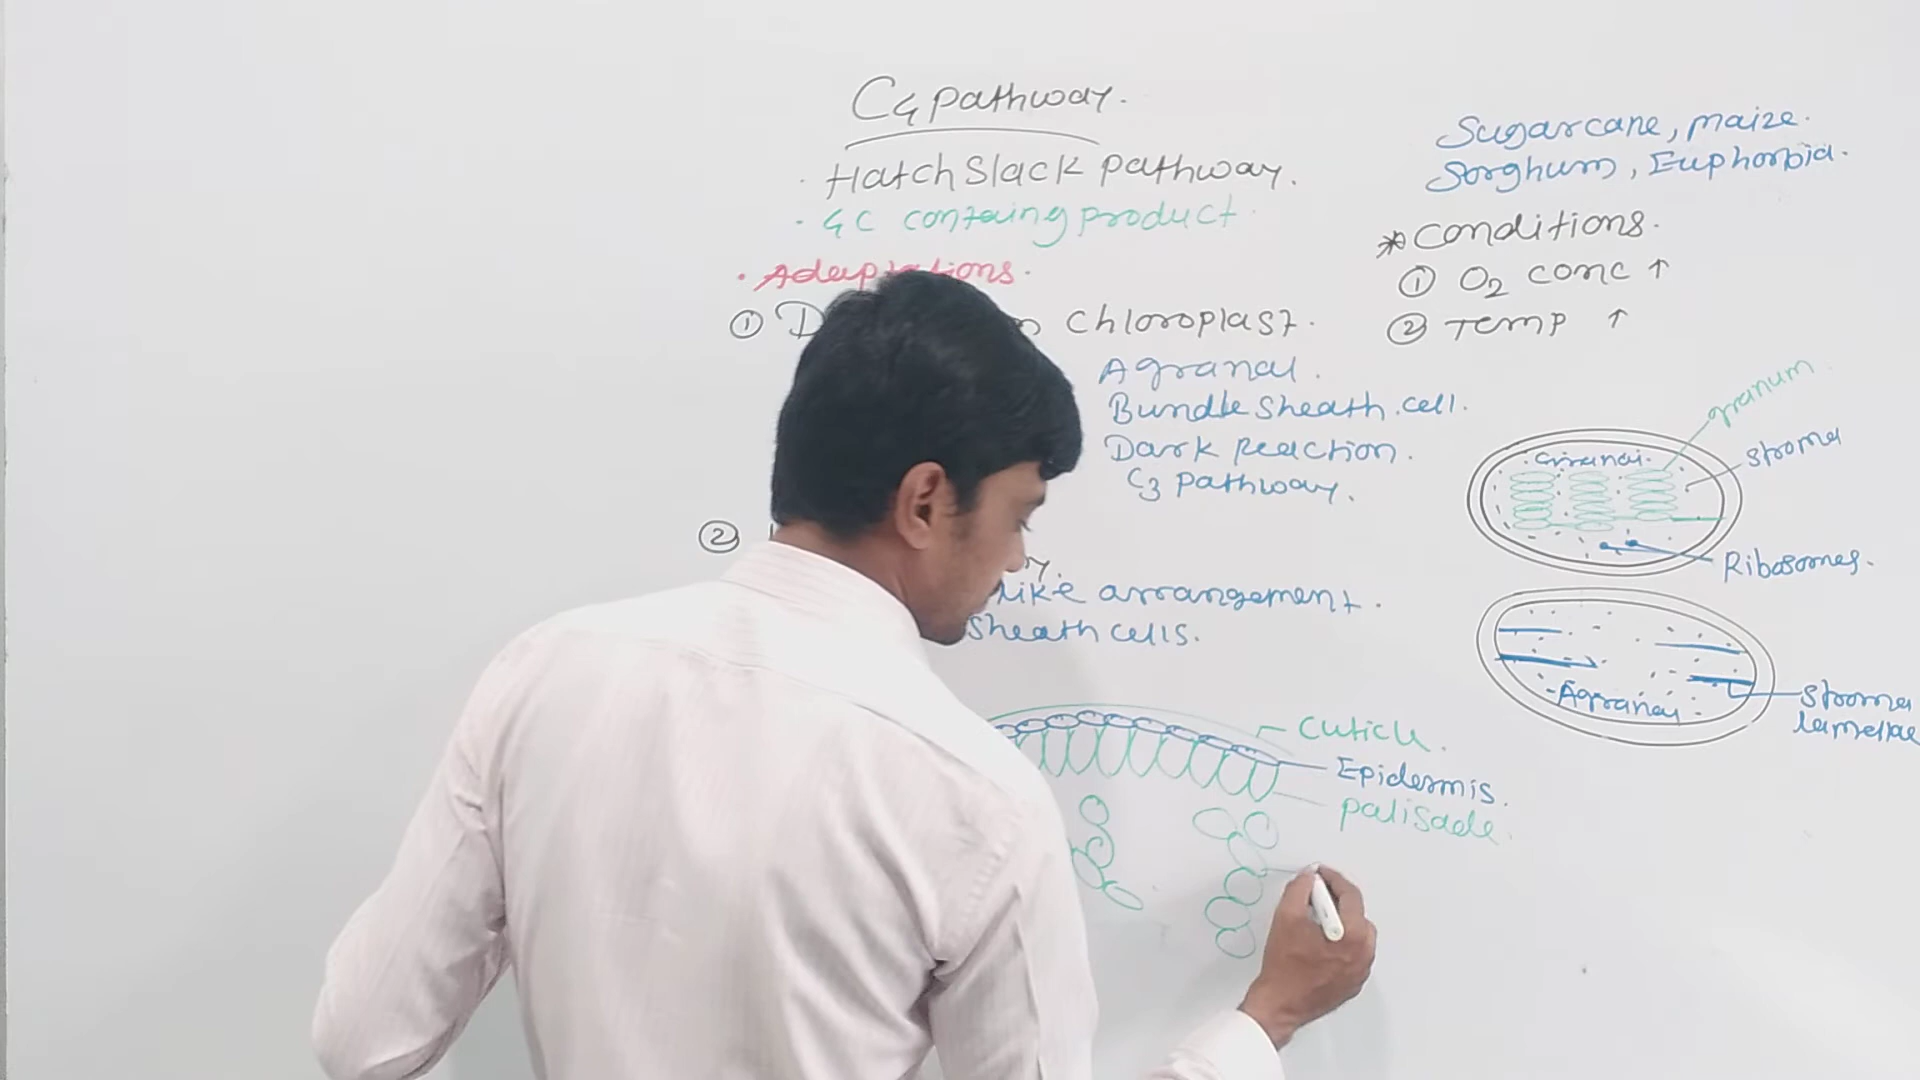 C4 pathway.
· Hatch Slack pathway.
· 4C containg product.
· Adaptations.
① chloroplast.
Agranal.
Bundle sheath cell.
Dark Reaction.
C3 pathway.
②
like arrangement.
sheath cells.
Cuticle.
Epidermis.
palisade.
Sugarcane, maize.
Sorghum, Euphorbia.
* Conditions.
① O2 conc ↑
② Temp ↑
granum.
stroma
Granal.
Ribosomes.
Agranal
stroma
lamellae